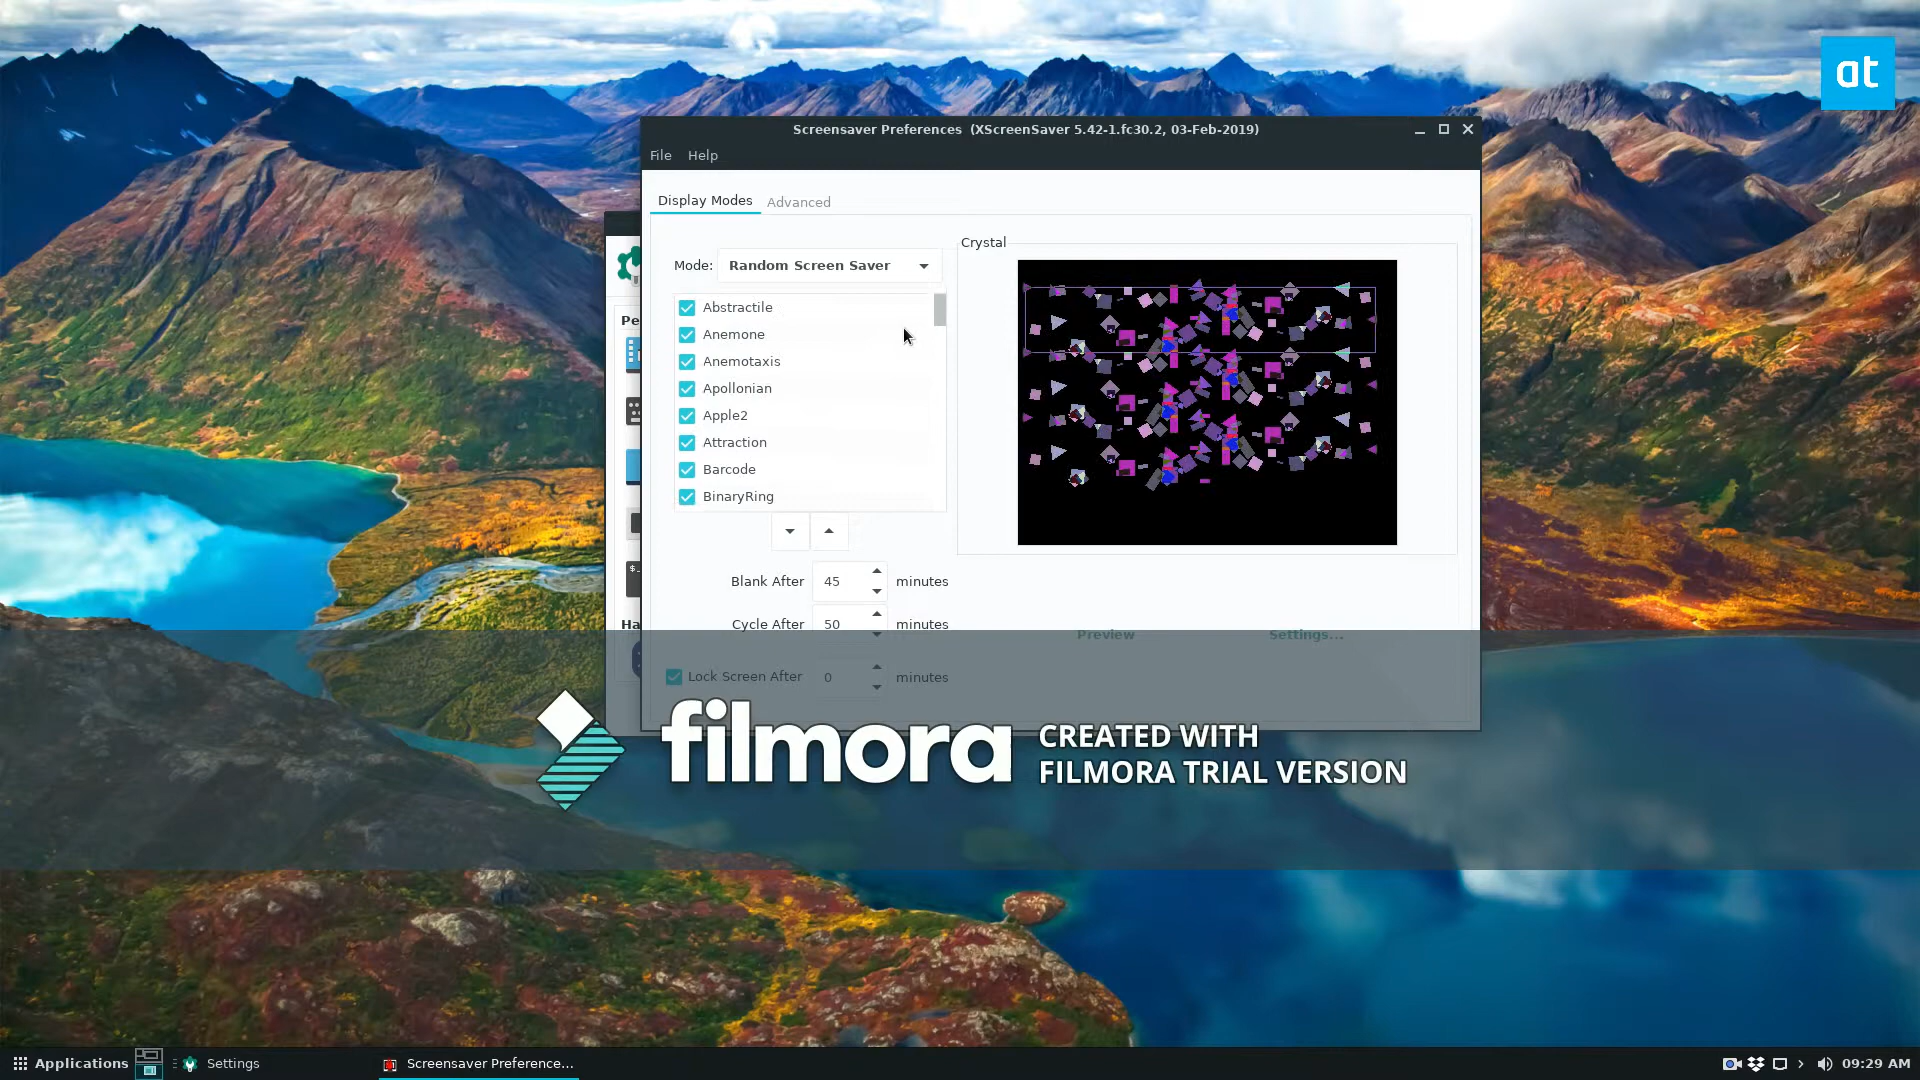 at
Screensaver Preferences (XScreenSaver 5.42-1.fc30.2, 03-Feb-2019)
File Help
Display Modes Advanced
Crystal
Mode: Random Screen Saver
Abstractile
Anemone
Anemotaxis
Apollonian
Apple2
Attraction
Barcode
BinaryRing
Pe
$_
Blank After 45 minutes
Cycle After 50 minutes
Ha
Preview Settings...
Lock Screen After 0 minutes
filmora
CREATED WITH
FILMORA TRIAL VERSION
Applications Settings Screensaver Preference... 09:29 AM